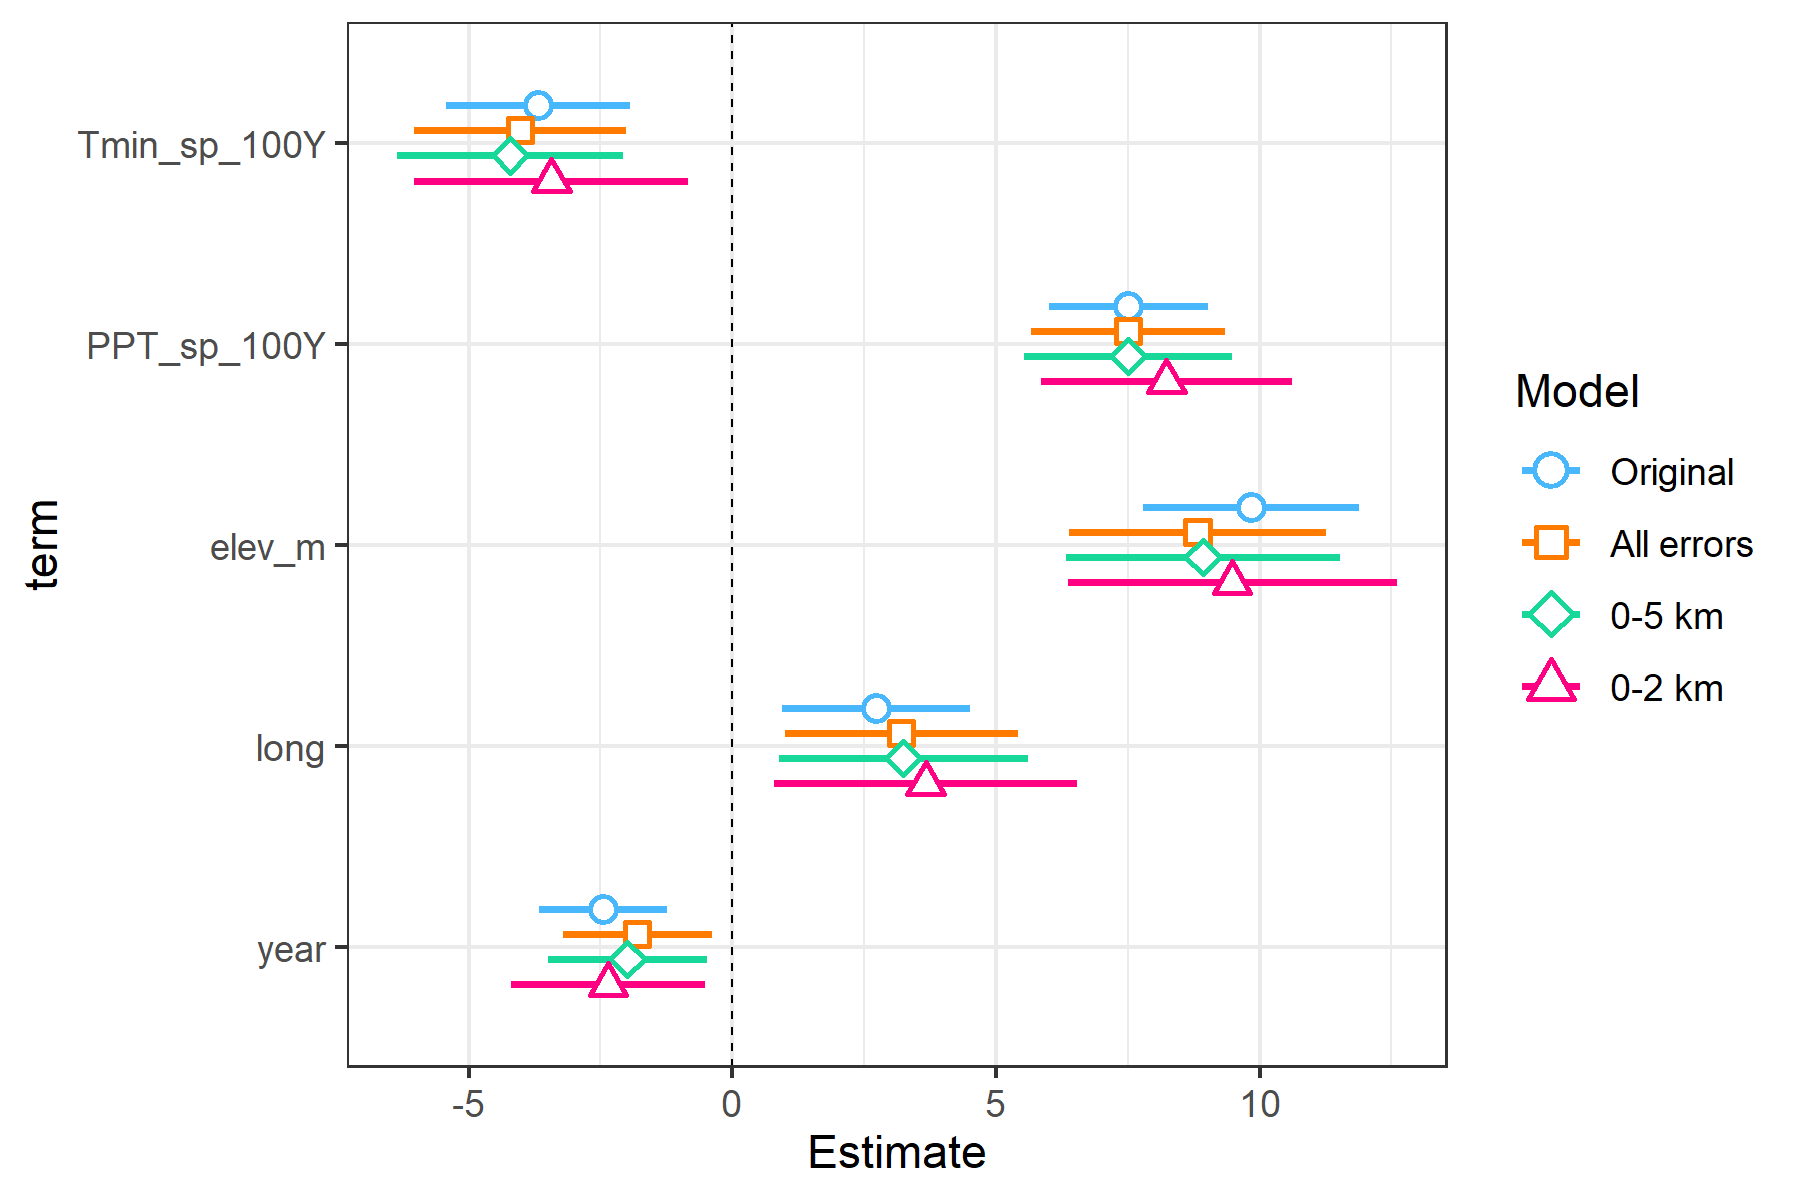 term
Tmin_sp_100Y
PPT_sp_100Y
elev_m
long
year
-5
0
5
10
Estimate
Model
Original
All errors
0-5 km
0-2 km